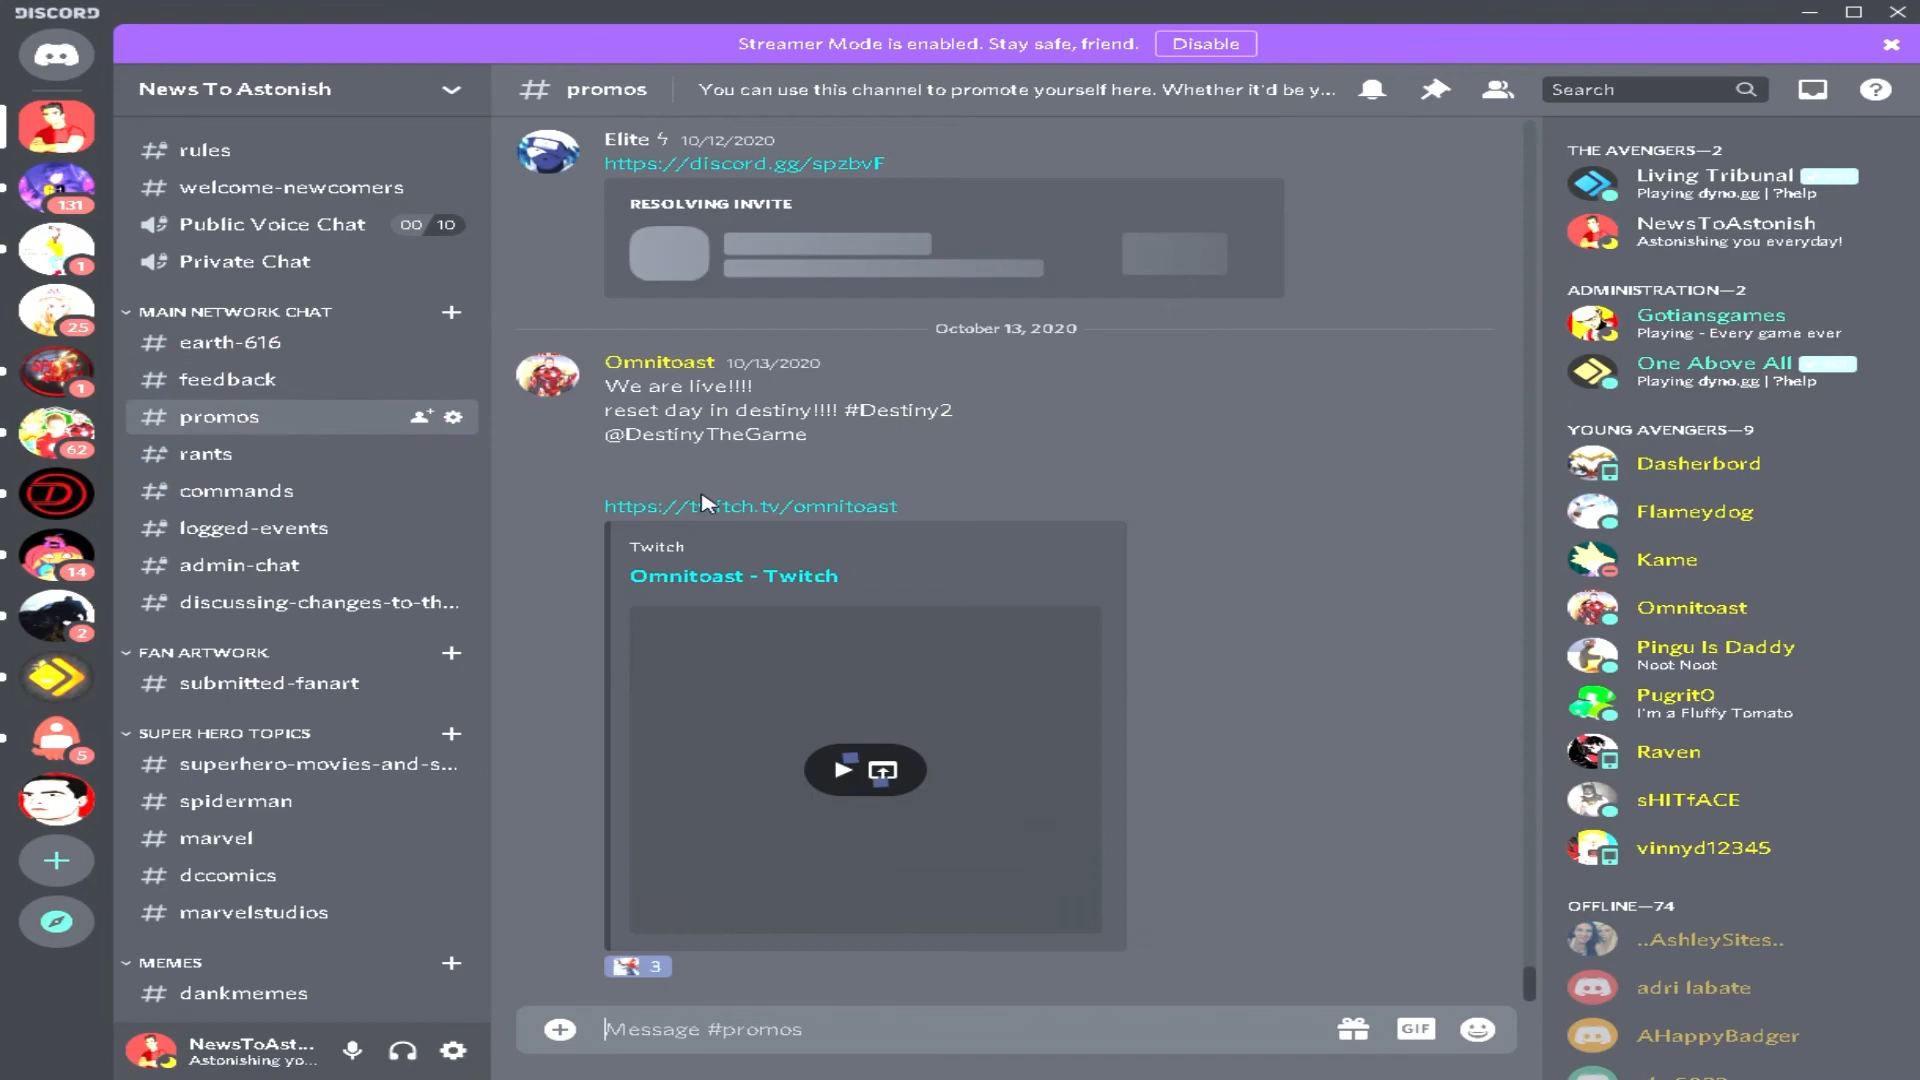 DISCORD
Streamer Mode is enabled. Stay safe, friend.
Disable
News To Astonish
promos
You can use this channel to promote yourself here. Whether it'd be y...
Search
131
1
25
1
62
14
2
5
rules
welcome-newcomers
Public Voice Chat
00 / 10
Private Chat
MAIN NETWORK CHAT
earth-616
feedback
promos
rants
commands
logged-events
admin-chat
discussing-changes-to-th...
FAN ARTWORK
submitted-fanart
SUPER HERO TOPICS
superhero-movies-and-s...
spiderman
marvel
dccomics
marvelstudios
MEMES
dankmemes
NewsToAst...
Astonishing yo...
Elite 10/12/2020
https://discord.gg/spzbvF
RESOLVING INVITE
October 13, 2020
Omnitoast 10/13/2020
We are live!!!!
reset day in destiny!!!! #Destiny2
@DestinyTheGame
https://twitch.tv/omnitoast
Twitch
Omnitoast - Twitch
3
Message #promos
GIF
THE AVENGERS—2
Living Tribunal
Playing dyno.gg | ?help
NewsToAstonish
Astonishing you everyday!
ADMINISTRATION—2
Gotiansgames
Playing - Every game ever
One Above All
Playing dyno.gg | ?help
YOUNG AVENGERS—9
Dasherbord
Flameydog
Kame
Omnitoast
Pingu Is Daddy
Noot Noot
PugritO
I'm a Fluffy Tomato
Raven
sHITfACE
vinnyd12345
OFFLINE—74
..AshleySites..
adri labate
AHappyBadger